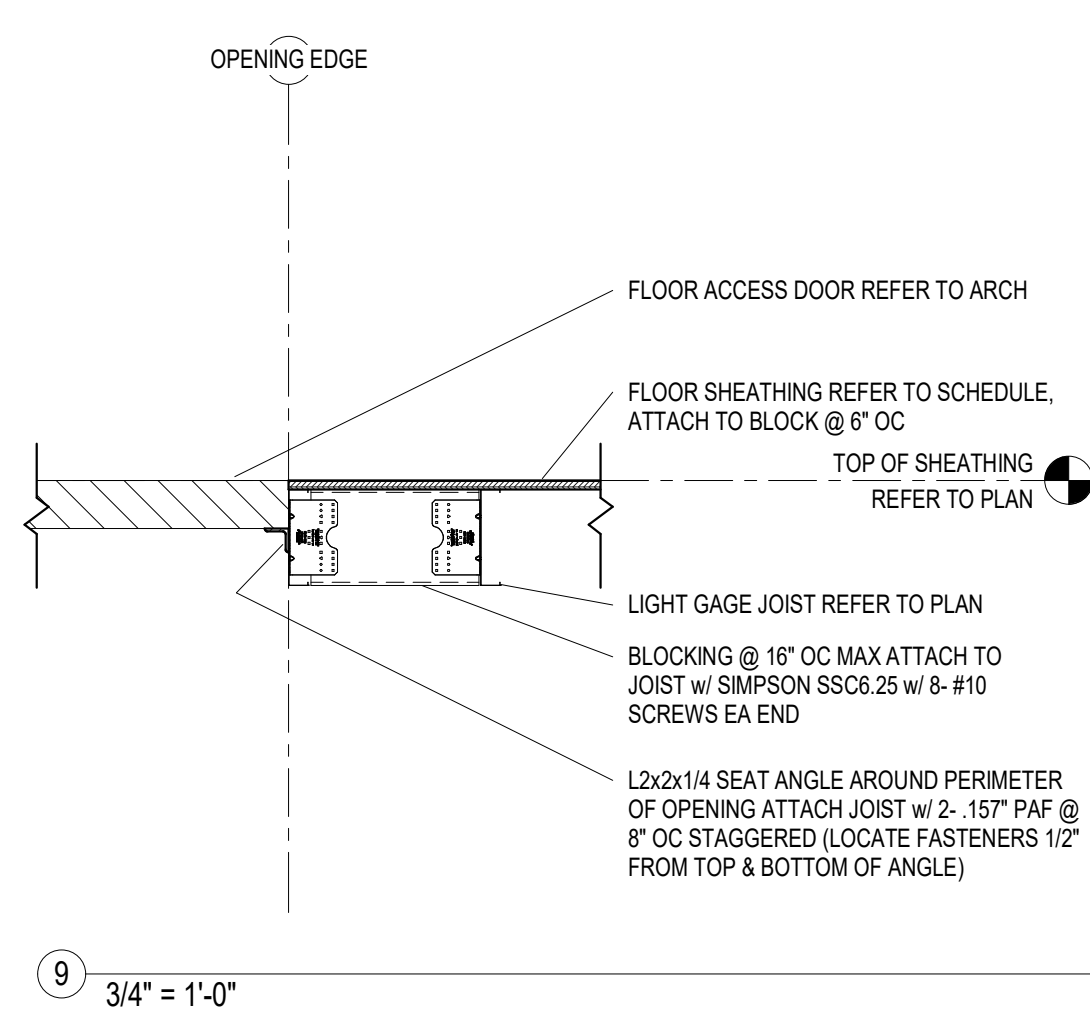 OPENING EDGE
FLOOR ACCESS DOOR REFER TO ARCH
FLOOR SHEATHING REFER TO SCHEDULE,
ATTACH TO BLOCK @ 6" OC
TOP OF SHEATHING
REFER TO PLAN
LIGHT GAGE JOIST REFER TO PLAN
BLOCKING @ 16" OC MAX ATTACH TO
JOIST w/ SIMPSON SSC6.25 w/ 8- #10
SCREWS EA END
L2x2x1/4 SEAT ANGLE AROUND PERIMETER
OF OPENING ATTACH JOIST w/ 2- .157" PAF @
8" OC STAGGERED (LOCATE FASTENERS 1/2"
FROM TOP & BOTTOM OF ANGLE)
9
3/4" = 1'-0"